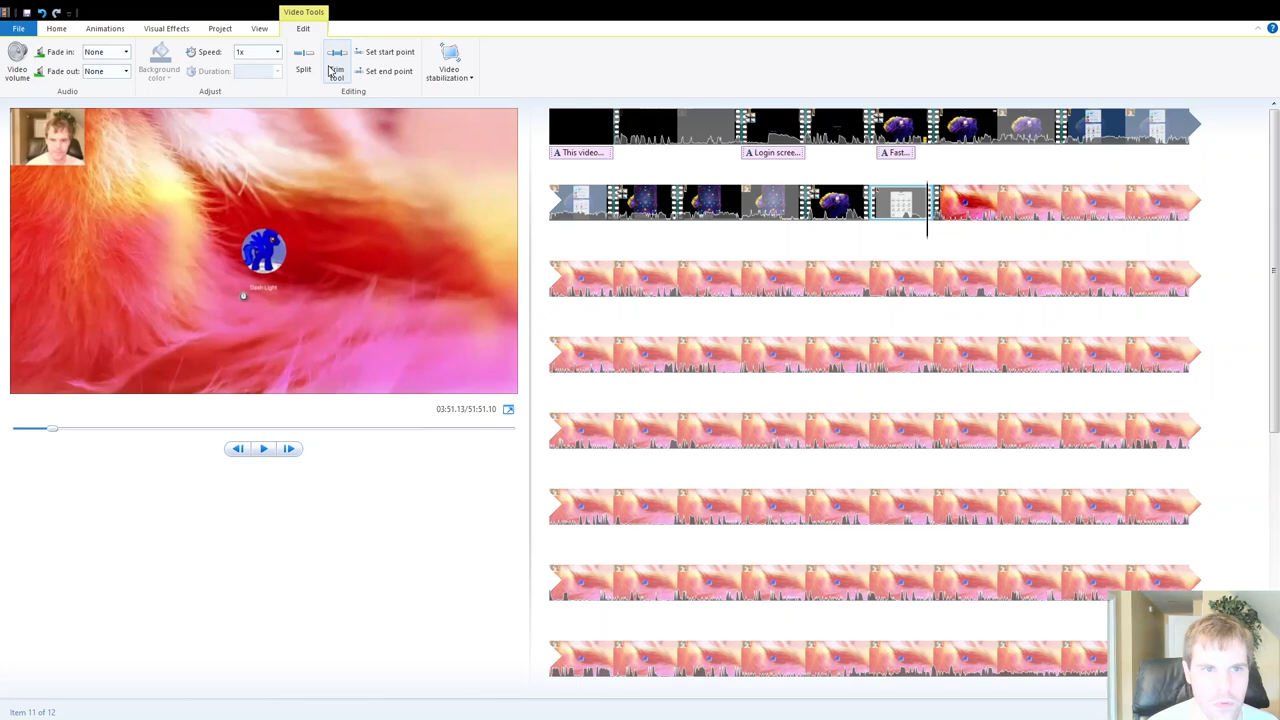 Video Tools
File Home Animations Visual Effects Project View Edit
Video volume
Fade in: None
Fade out: None
Audio
Background color
Speed: 1x
Duration:
Adjust
Split
Trim tool
Set start point
Set end point
Editing
Video stabilization
Dash Light
03:51.13/51:51.10
A This video...
A Login scree...
A Fast...
Item 11 of 12